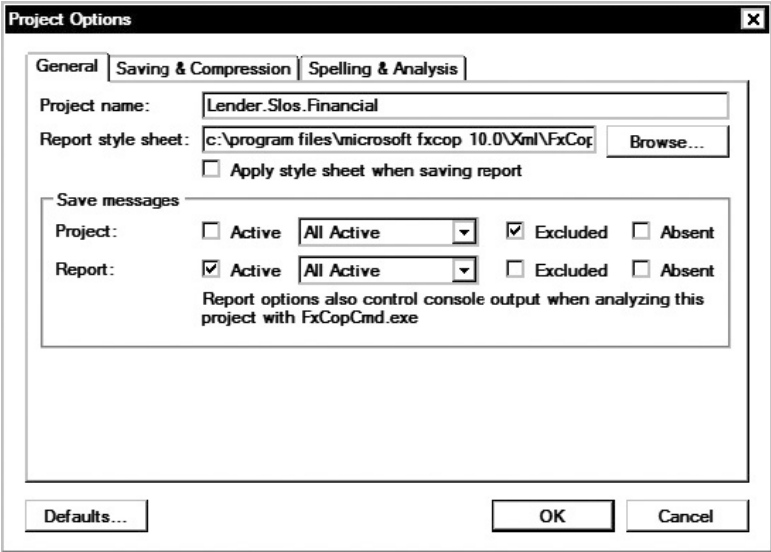 Project Options
General Saving & Compression Spelling & Analysis
Project name: Lender.Slos.Financial
Report style sheet: c:\program files\microsoft fxcop 10.0\Xml\FxCop Browse...
Apply style sheet when saving report
Save messages
Project: Active All Active Excluded Absent
Report: Active All Active Excluded Absent
Report options also control console output when analyzing this
project with FxCopCmd.exe
Defaults... OK Cancel